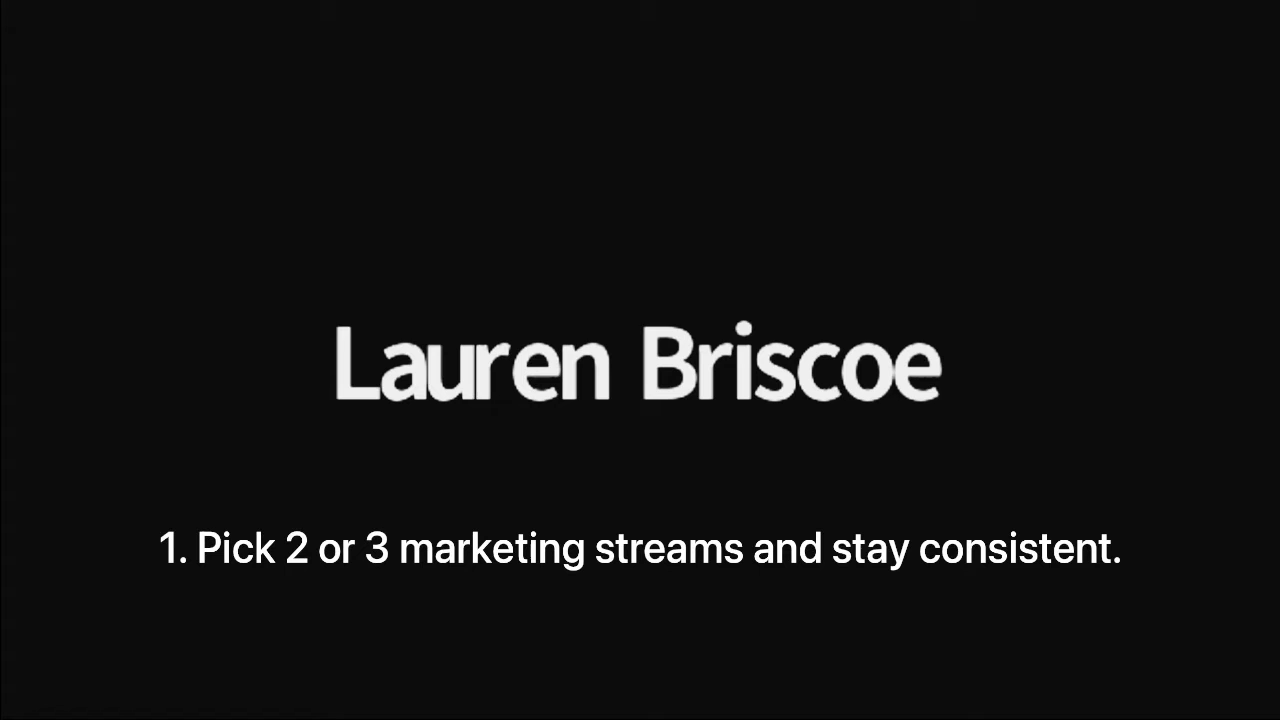 Lauren Briscoe
1. Pick 2 or 3 marketing streams and stay consistent.